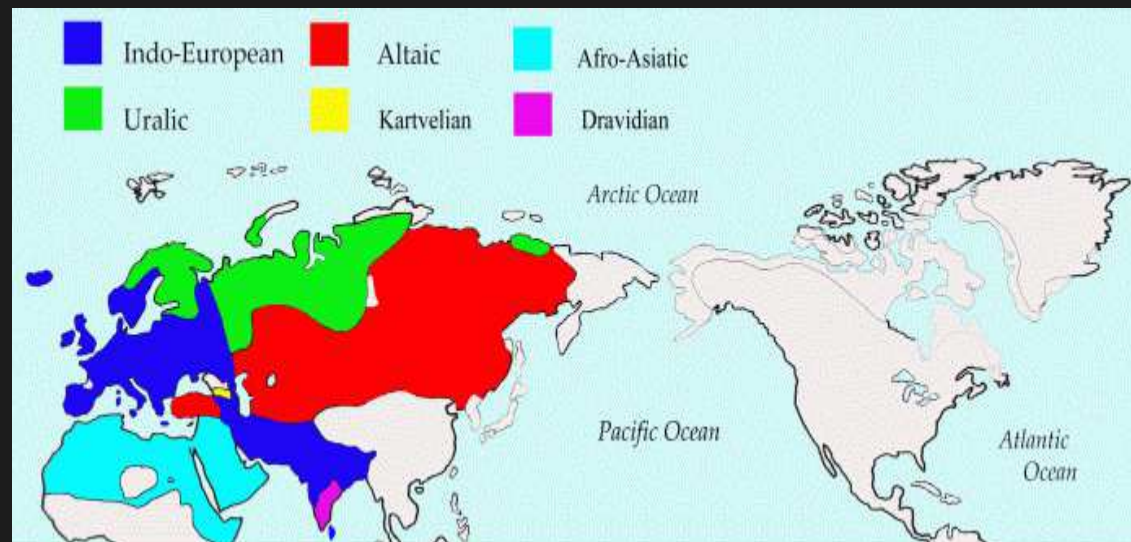 Indo-European
Altaic
Afro-Asiatic
Uralic
Kartvelian
Dravidian
Arctic Ocean
Pacific Ocean
Atlantic
Ocean